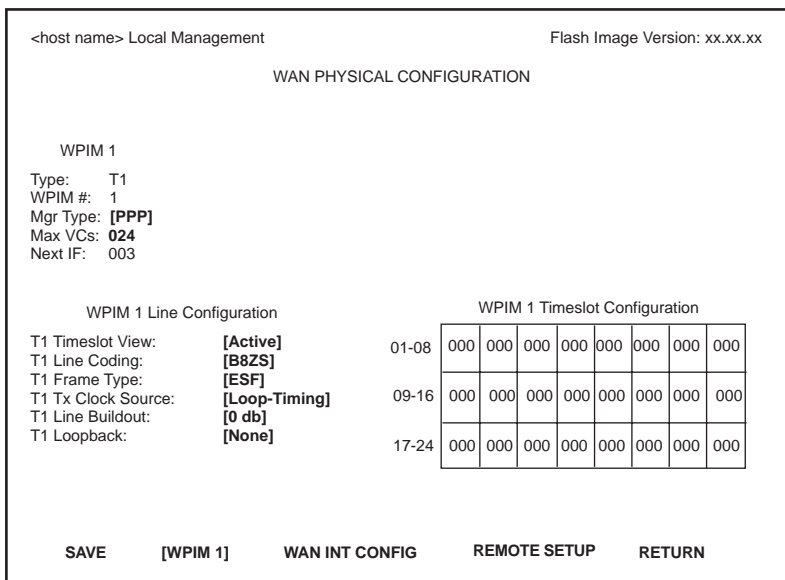 <host name> Local Management Flash Image Version: xx.xx.xx
WAN PHYSICAL CONFIGURATION
WPIM 1
Type: T1
WPIM #: 1
Mgr Type: [PPP]
Max VCs: 024
Next IF: 003
WPIM 1 Line Configuration
T1 Timeslot View: [Active]
T1 Line Coding: [B8ZS]
T1 Frame Type: [ESF]
T1 Tx Clock Source: [Loop-Timing]
T1 Line Buildout: [0 db]
T1 Loopback: [None]
WPIM 1 Timeslot Configuration
01-08 000 000 000 000 000 000 000 000
09-16 000 000 000 000 000 000 000 000
17-24 000 000 000 000 000 000 000 000
SAVE [WPIM 1] WAN INT CONFIG REMOTE SETUP RETURN